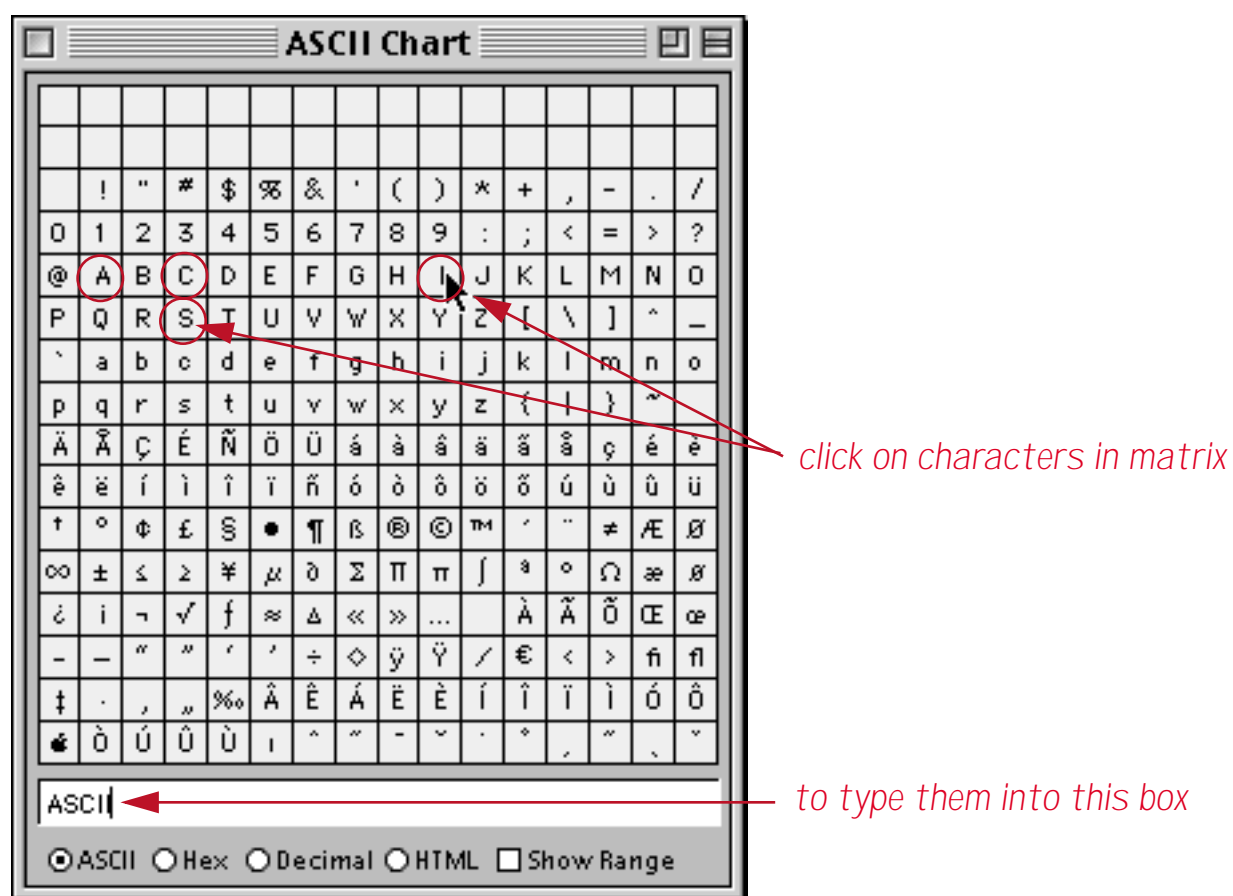 ASCII Chart
! " # $ % & ' ( ) * + , - . /
0 1 2 3 4 5 6 7 8 9 : ; < = > ?
@ A B C D E F G H I J K L M N O
P Q R S T U V W X Y Z [ \ ] ^ _
` a b c d e f g h i j k l m n o
p q r s t u v w x y z { | } ~
Ä Å Ç É Ñ Ö Ü á à â ä ã å ç é è
click on characters in matrix
ê ë í ì î ï ñ ó ò ô ö õ ú ù û ü
† ° ¢ £ § • ¶ ß ® © ™ ´ ¨ ≠ Æ Ø
∞ ± ≤ ≥ ¥ µ ∂ Σ Π π ∫ ª º Ω æ ø
¿ ¡ ¬ √ ƒ ≈ ∆ « » … À Ã Õ Œ œ
– — “ ” ‘ ’ ÷ ◊ ÿ Ÿ ⁄ € ‹ › fi fl
‡ · ‚ „ ‰ Â Ê Á Ë È Í Î Ï Ì Ó Ô
 Ò Ú Û Ù ı ˆ ˜ ¯ ˘ ˙ ˚ ¸ ˝ ˛ ˇ
ASCII
to type them into this box
ASCII Hex Decimal HTML Show Range